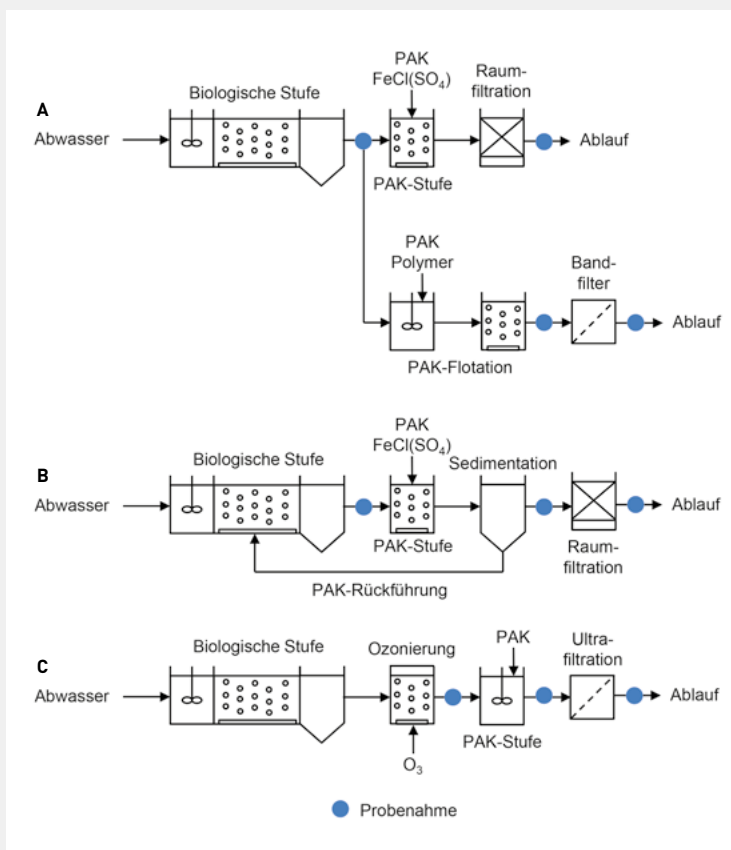 A
Biologische Stufe
Abwasser
PAK
FeCl(SO₄)
PAK-Stufe
Raum-
filtration
Ablauf
PAK
Polymer
PAK-Flotation
Band-
filter
Ablauf
B
Biologische Stufe
Abwasser
PAK
FeCl(SO₄)
PAK-Stufe
Sedimentation
Raum-
filtration
Ablauf
PAK-Rückführung
C
Biologische Stufe
Abwasser
Ozonierung
O₃
PAK
PAK-Stufe
Ultra-
filtration
Ablauf
Probenahme